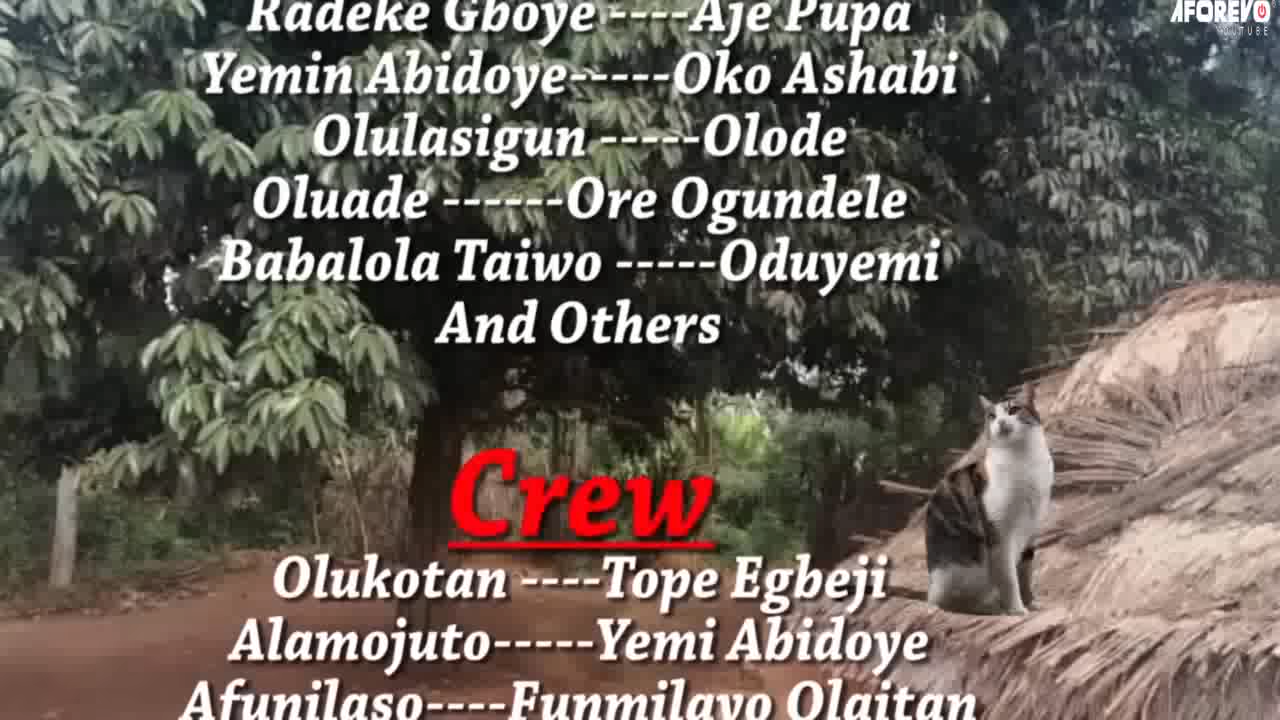 AFOREVO
YOUTUBE
Radeke Gboye ----Aje Pupa
Yemin Abidoye-----Oko Ashabi
Olulasigun -----Olode
Oluade ------Ore Ogundele
Babalola Taiwo -----Oduyemi
And Others
Crew
Olukotan ----Tope Egbeji
Alamojuto-----Yemi Abidoye
Afunilaso----Funmilayo Olaitan